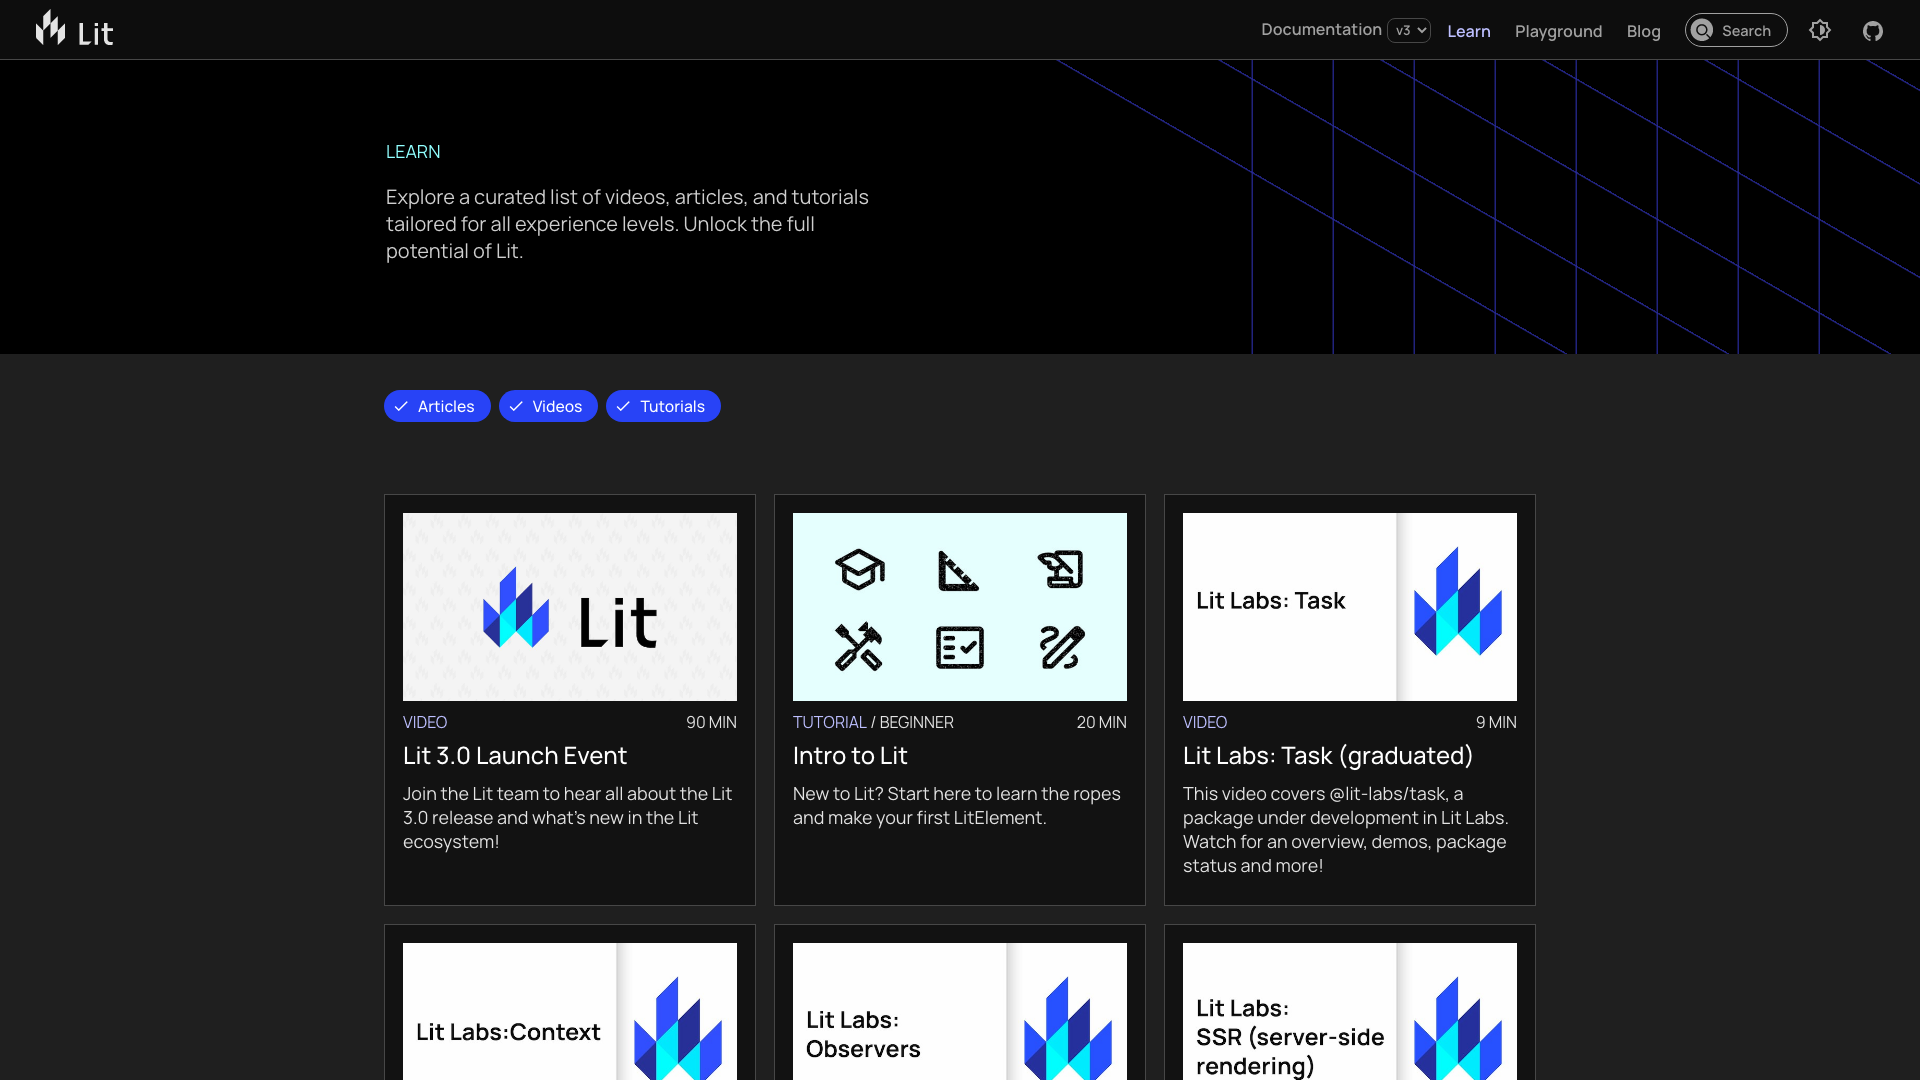 Lit
Documentation v3 Learn Playground Blog Search
LEARN
Explore a curated list of videos, articles, and tutorials
tailored for all experience levels. Unlock the full
potential of Lit.
Articles Videos Tutorials
Lit
VIDEO 90 MIN
Lit 3.0 Launch Event
Join the Lit team to hear all about the Lit
3.0 release and what's new in the Lit
ecosystem!
TUTORIAL / BEGINNER 20 MIN
Intro to Lit
New to Lit? Start here to learn the ropes
and make your first LitElement.
Lit Labs: Task
VIDEO 9 MIN
Lit Labs: Task (graduated)
This video covers @lit-labs/task, a
package under development in Lit Labs.
Watch for an overview, demos, package
status and more!
Lit Labs:Context
Lit Labs:
Observers
Lit Labs:
SSR (server-side
rendering)